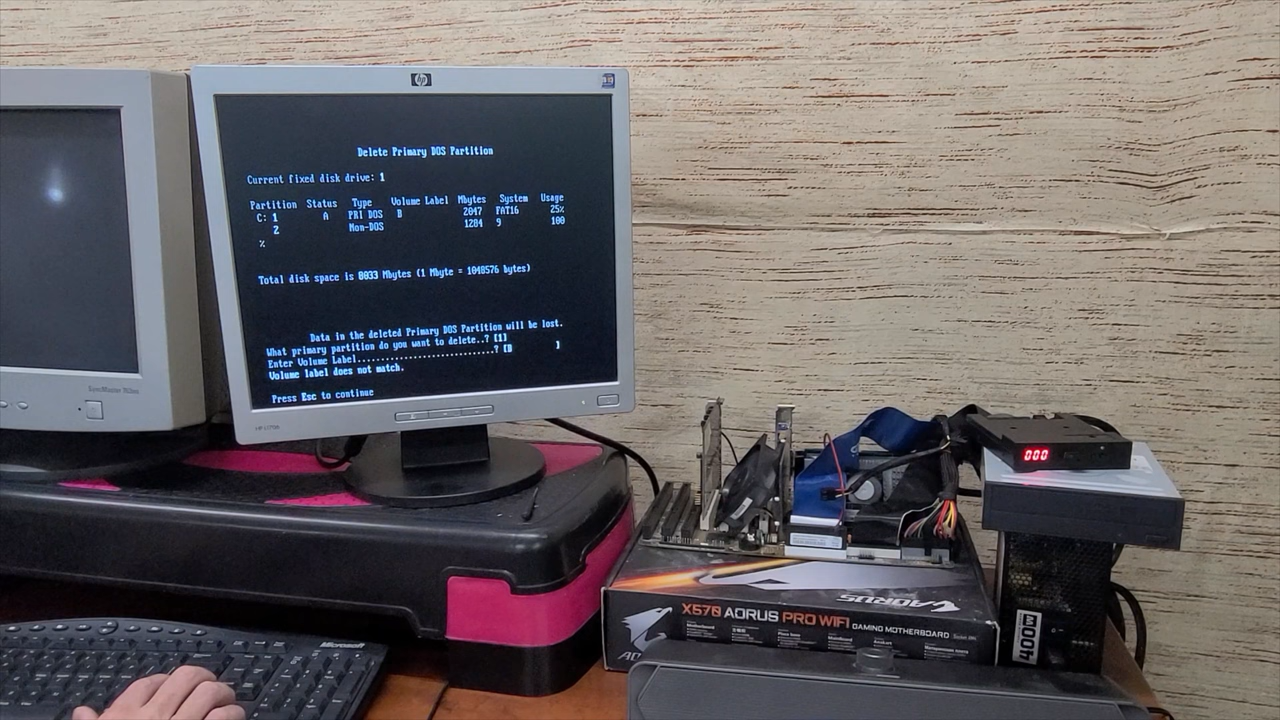 hp
Delete Primary DOS Partition
Current fixed disk drive: 1
Partition Status Type Volume Label Mbytes System Usage
C: 1 A PRI DOS B 2047 FAT16 25%
2 Non-DOS 1204 9 100
%
Total disk space is 8033 Mbytes (1 Mbyte = 1048576 bytes)
Data in the deleted Primary DOS Partition will be lost.
What primary partition do you want to delete..? [1]
Enter Volume Label.............................? [B ]
Volume label does not match.
Press Esc to continue
SyncMaster
000
AORUS
X570 AORUS PRO WIFI GAMING MOTHERBOARD
400W
Microsoft